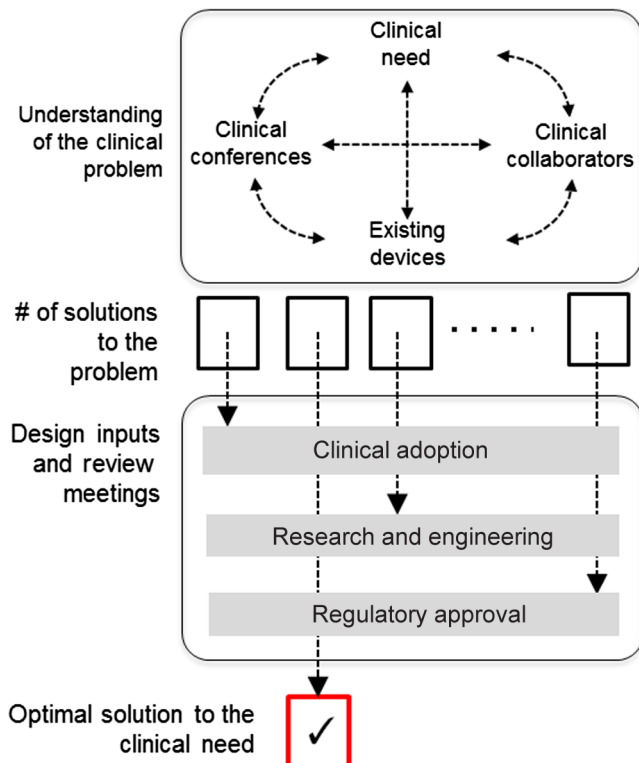 Clinical
need
Understanding
of the clinical
problem
Clinical
conferences
Clinical
collaborators
Existing
devices
# of solutions
to the
problem
Design inputs
and review
meetings
Clinical adoption
Research and engineering
Regulatory approval
Optimal solution to the
clinical need